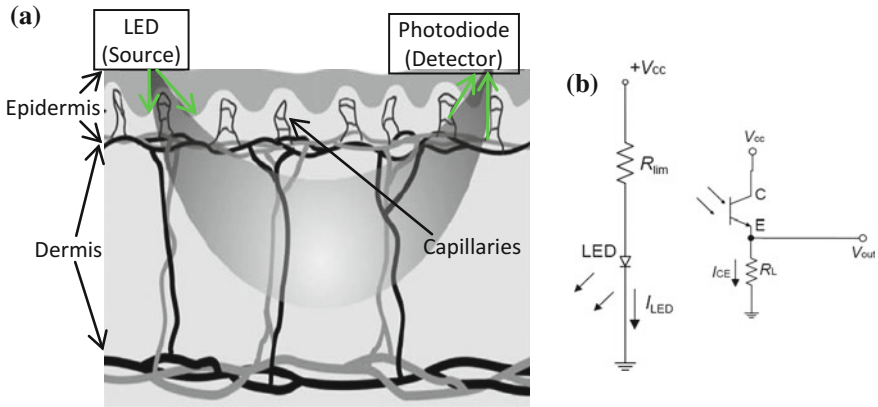 (a)
LED
(Source)
Photodiode
(Detector)
Epidermis
Dermis
Capillaries
(b)
+Vcc
Rlim
LED
ILED
Vcc
C
E
Vout
ICE
RL